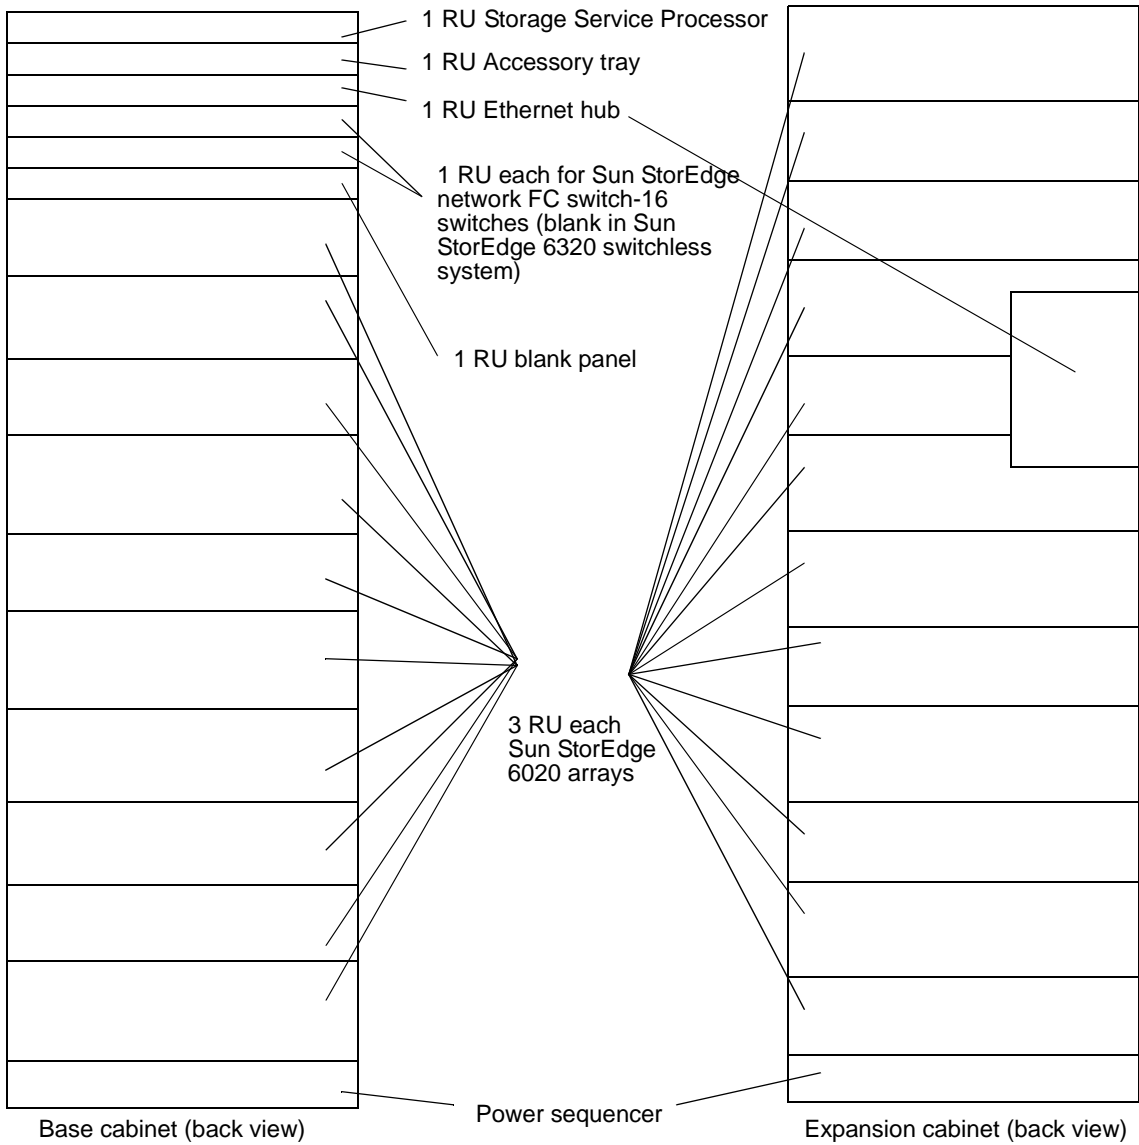 1 RU Storage Service Processor
1 RU Accessory tray
1 RU Ethernet hub
1 RU each for Sun StorEdge
network FC switch-16
switches (blank in Sun
StorEdge 6320 switchless
system)
1 RU blank panel
3 RU each
Sun StorEdge
6020 arrays
Power sequencer
Base cabinet (back view)
Expansion cabinet (back view)